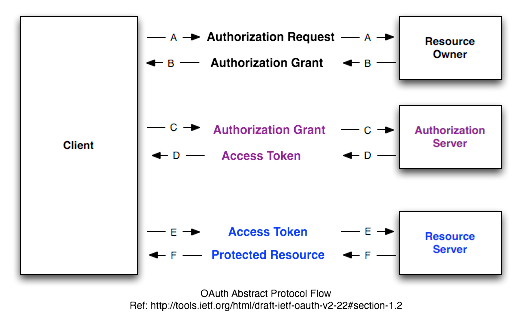 A Authorization Request A
Resource
Owner
B Authorization Grant B
Client
C Authorization Grant C
Authorization
Server
D Access Token D
E Access Token E
Resource
Server
F Protected Resource F
OAuth Abstract Protocol Flow
Ref: http://tools.ietf.org/html/draft-ietf-oauth-v2-22#section-1.2